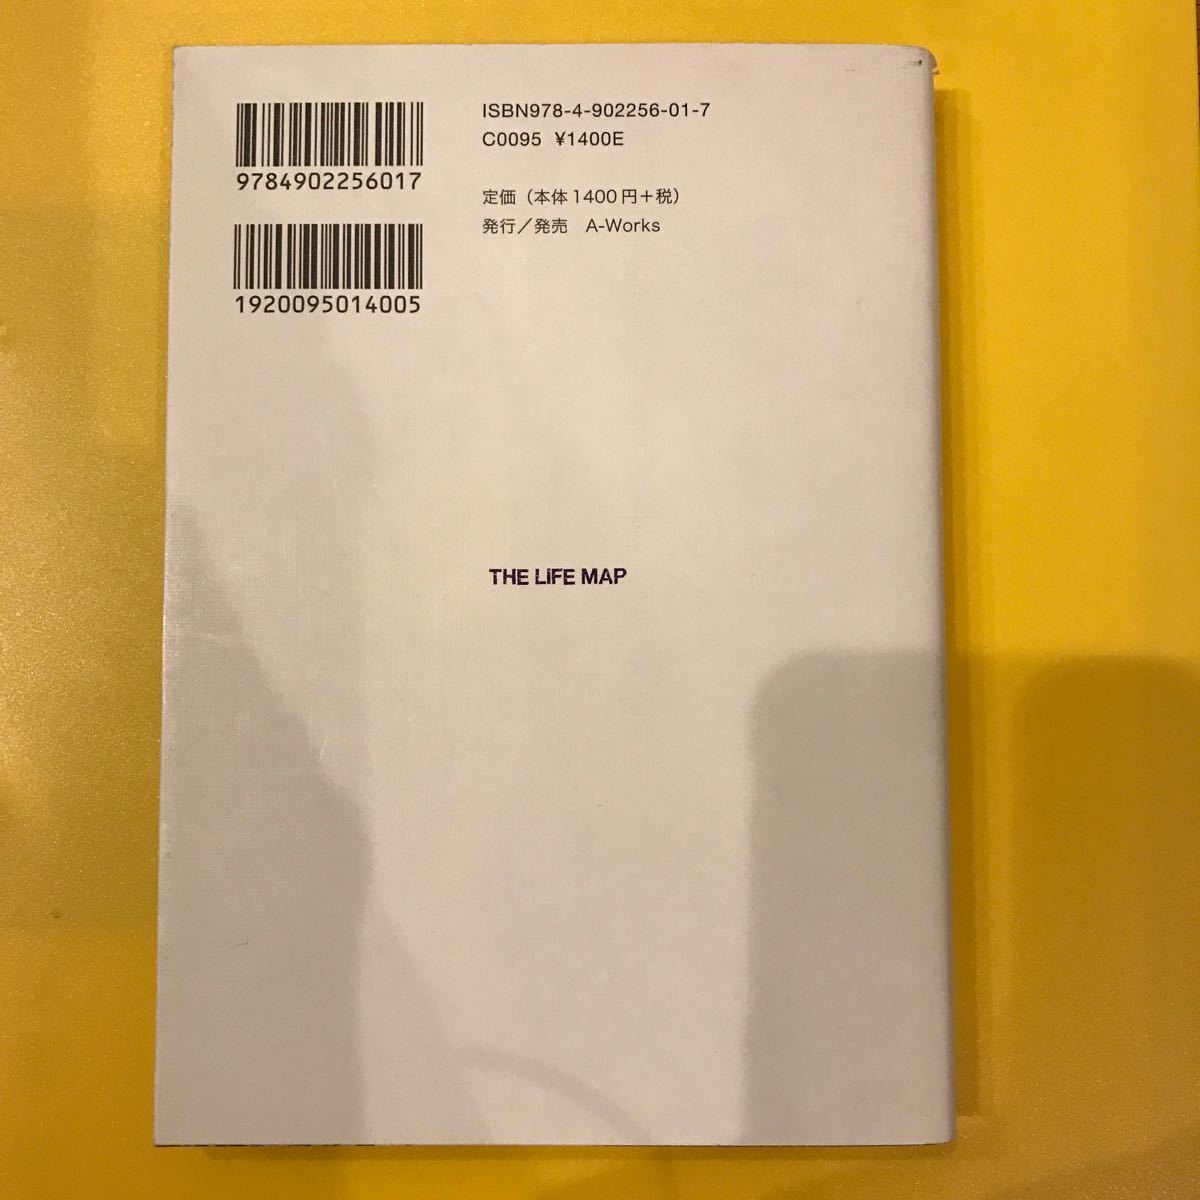 9784902256017
1920095014005
ISBN978-4-902256-01-7
C0095 ¥1400E
定価（本体1400円＋税）
発行／発売　A-Works
THE LiFE MAP